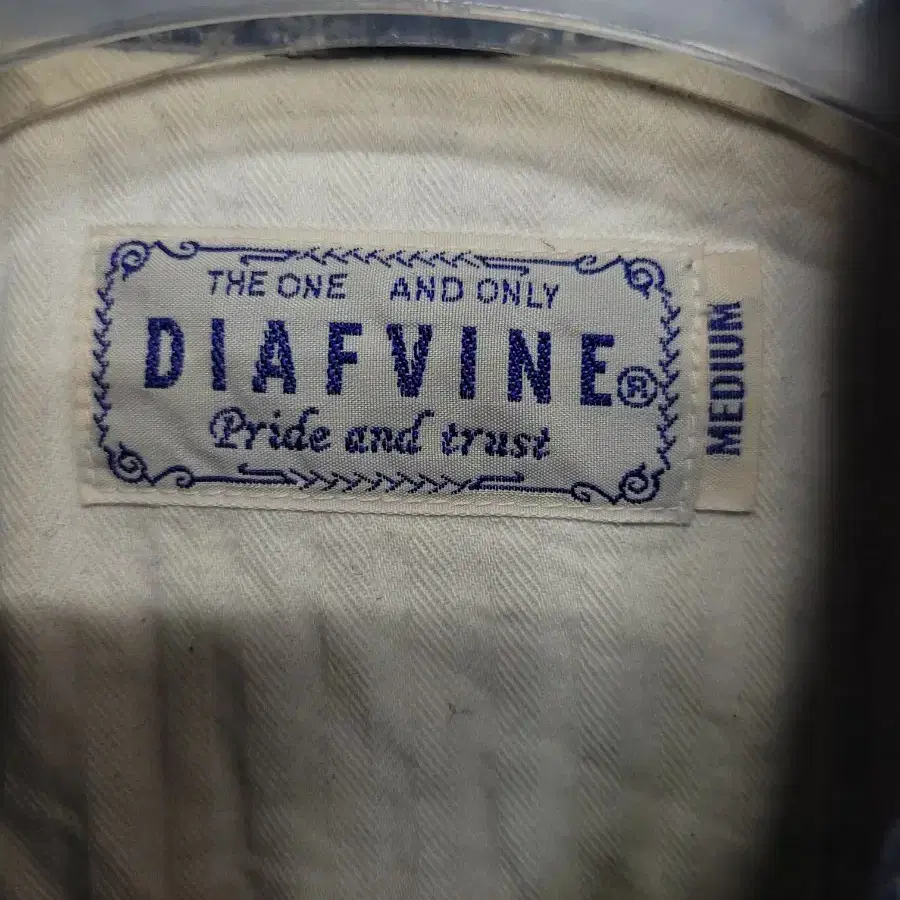 THE ONE AND ONLY
DIAFVINE®
Pride and trust
MEDIUM